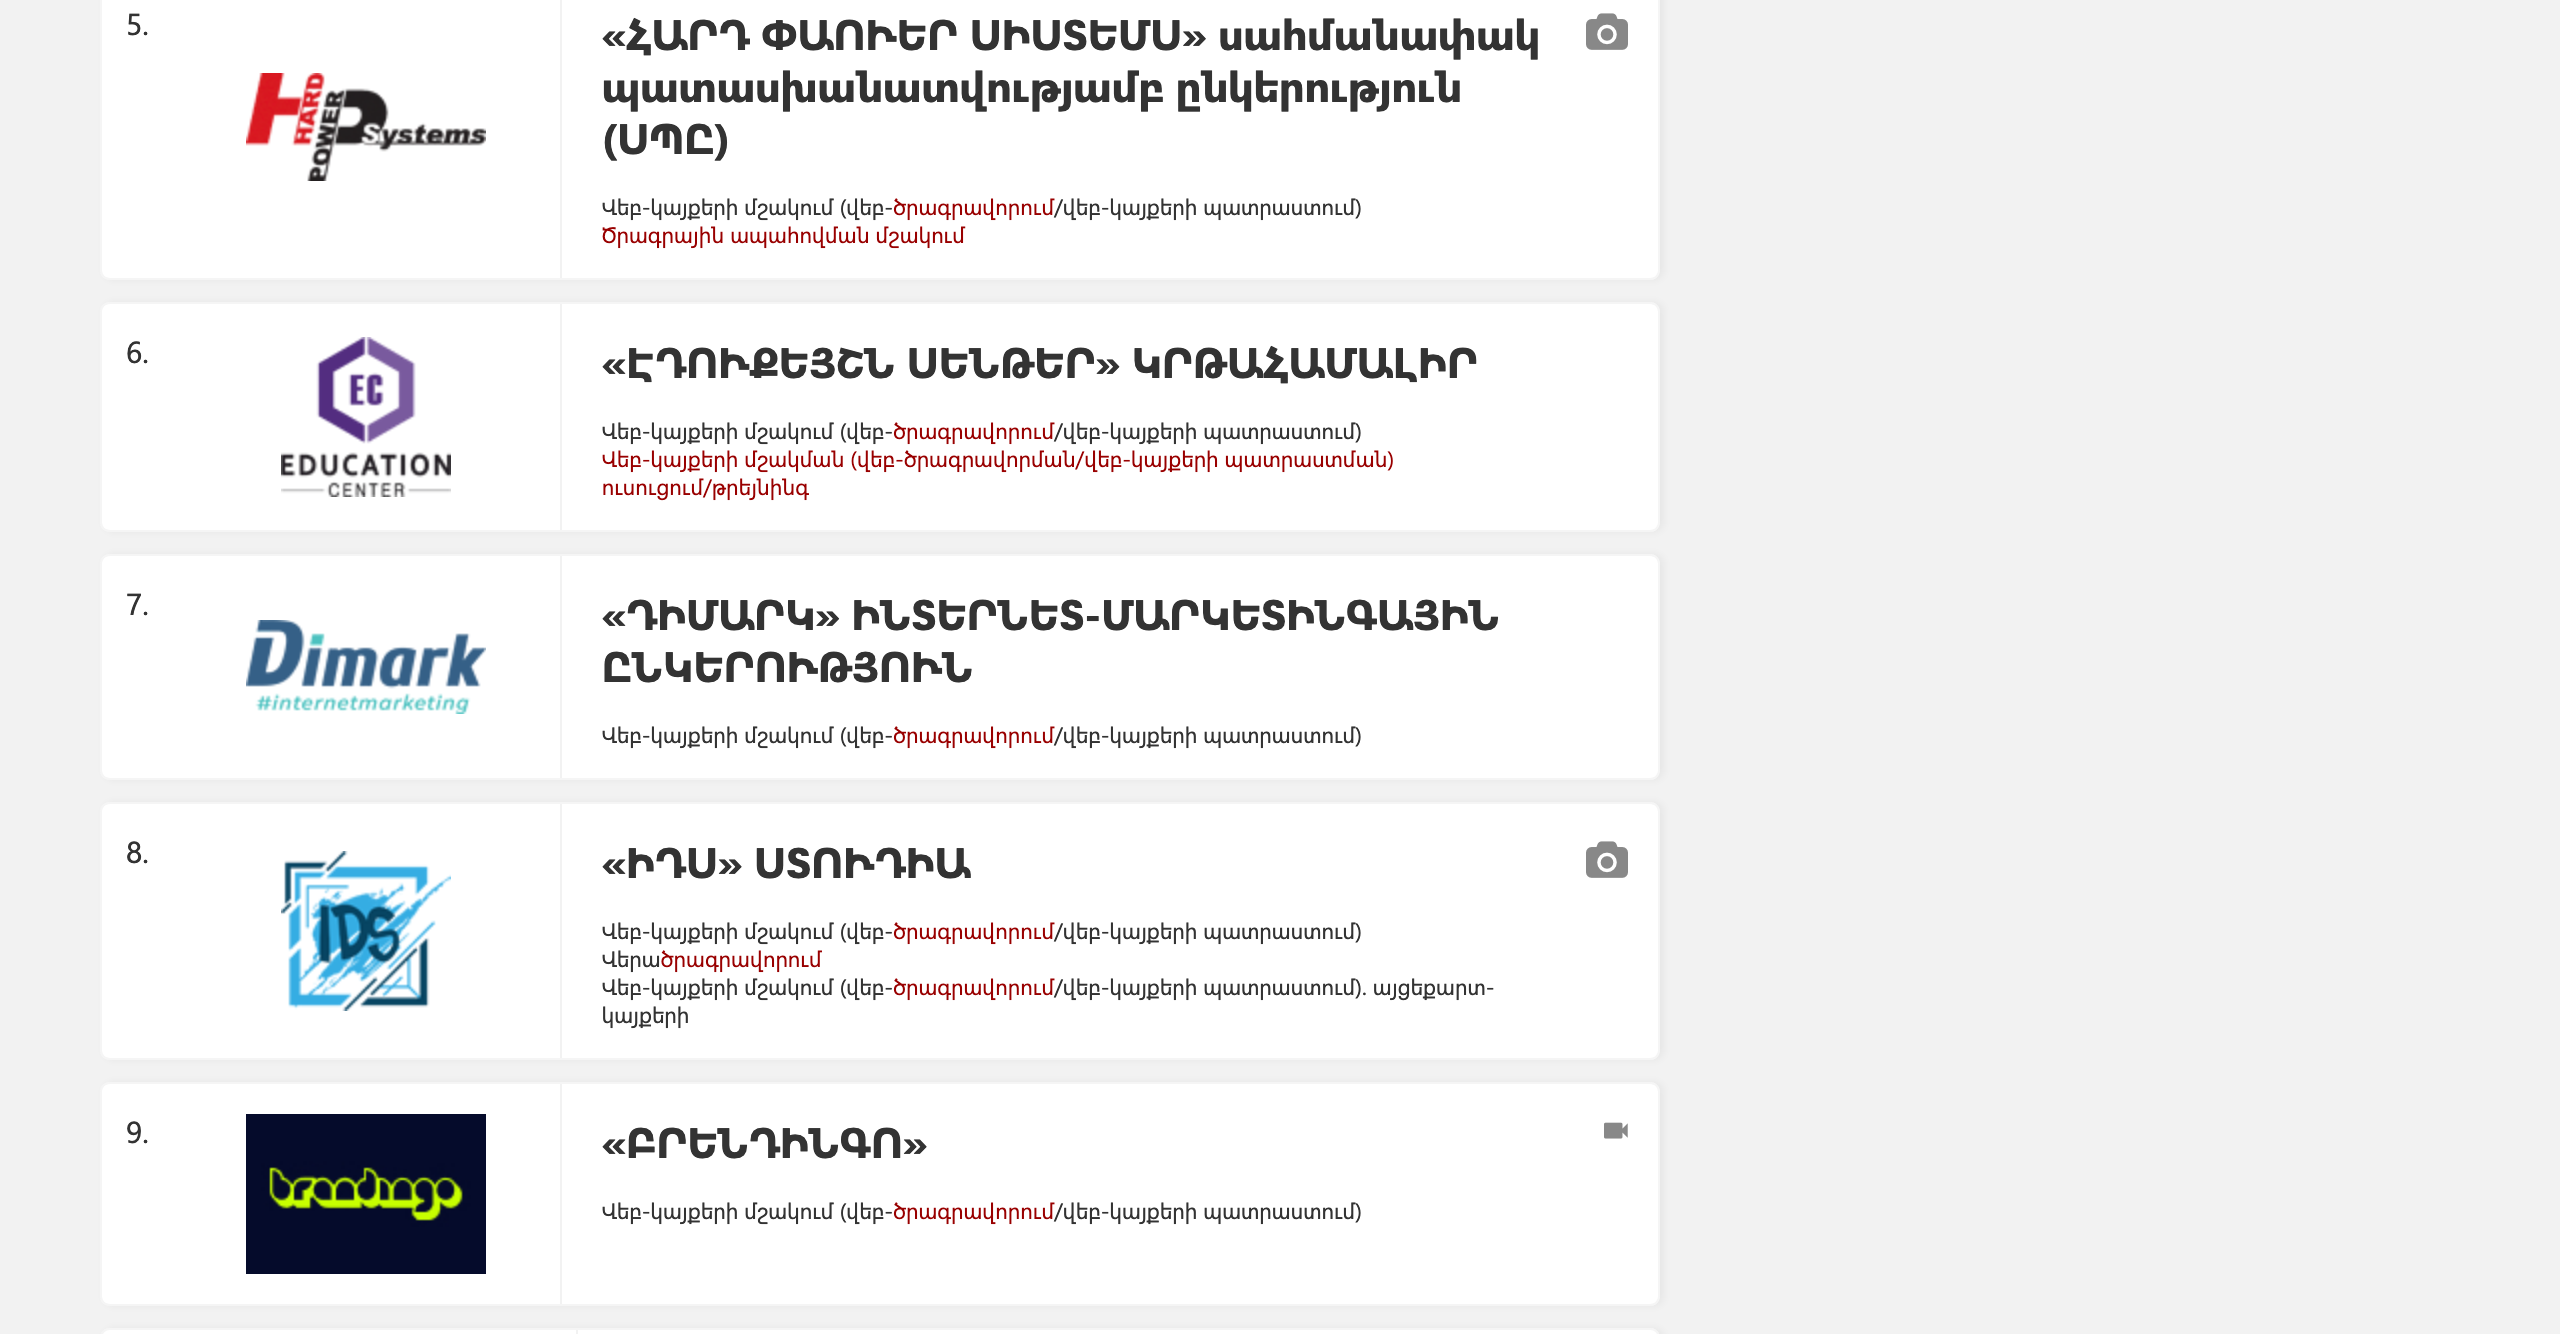 5.
HARD
POWER
Systems
«ՀԱՐԴ ՓԱՈՒԵՐ ՍԻՍՏԵՄՍ» սահմանափակ
պատասխանատվությամբ ընկերություն
(ՍՊԸ)
Վեբ-կայքերի մշակում (վեբ-ծրագրավորում/վեբ-կայքերի պատրաստում)
Ծրագրային ապահովման մշակում
6.
EC
EDUCATION
CENTER
«ԷԴՈՒՔԵՅՇՆ ՍԵՆԹԵՐ» ԿՐԹԱՀԱՄԱԼԻՐ
Վեբ-կայքերի մշակում (վեբ-ծրագրավորում/վեբ-կայքերի պատրաստում)
Վեբ-կայքերի մշակման (վեբ-ծրագրավորման/վեբ-կայքերի պատրաստման)
ուսուցում/թրեյնինգ
7.
Dimark
#internetmarketing
«ԴԻՄԱՐԿ» ԻՆՏԵՐՆԵՏ-ՄԱՐԿԵՏԻՆԳԱՅԻՆ
ԸՆԿԵՐՈՒԹՅՈՒՆ
Վեբ-կայքերի մշակում (վեբ-ծրագրավորում/վեբ-կայքերի պատրաստում)
8.
IDS
«ԻԴՍ» ՍՏՈՒԴԻԱ
Վեբ-կայքերի մշակում (վեբ-ծրագրավորում/վեբ-կայքերի պատրաստում)
Վերածրագրավորում
Վեբ-կայքերի մշակում (վեբ-ծրագրավորում/վեբ-կայքերի պատրաստում). այցեքարտ-
կայքերի
9.
brandingo
«ԲՐԵՆԴԻՆԳՈ»
Վեբ-կայքերի մշակում (վեբ-ծրագրավորում/վեբ-կայքերի պատրաստում)